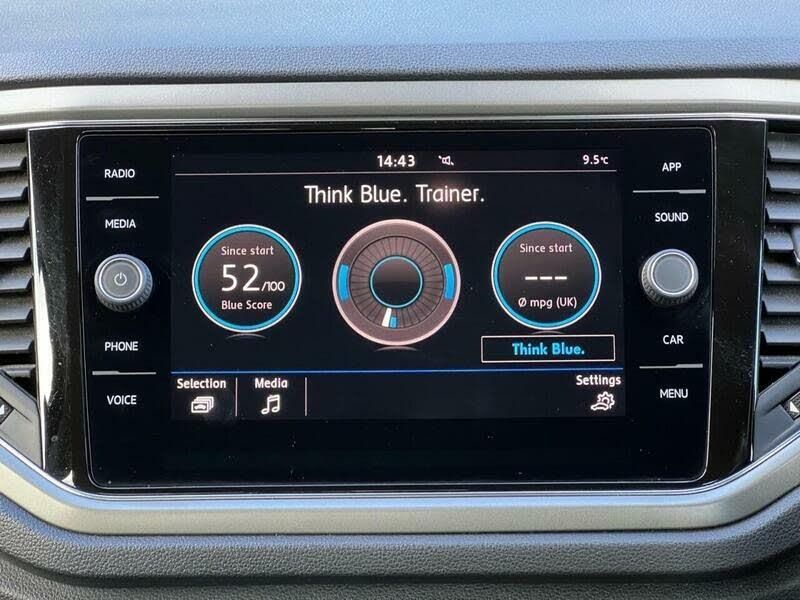 14:43 9.5°C
RADIO
APP
Think Blue. Trainer.
MEDIA
SOUND
Since start
52/100
Blue Score
Since start
---
Ø mpg (UK)
PHONE
CAR
Think Blue.
Selection
Media
Settings
VOICE
MENU